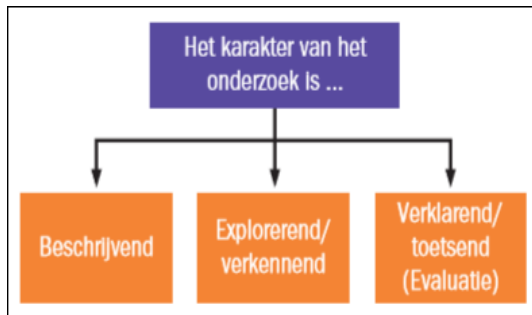 Het karakter van het
onderzoek is ...
Beschrijvend
Explorerend/
verkennend
Verklarend/
toetsend
(Evaluatie)